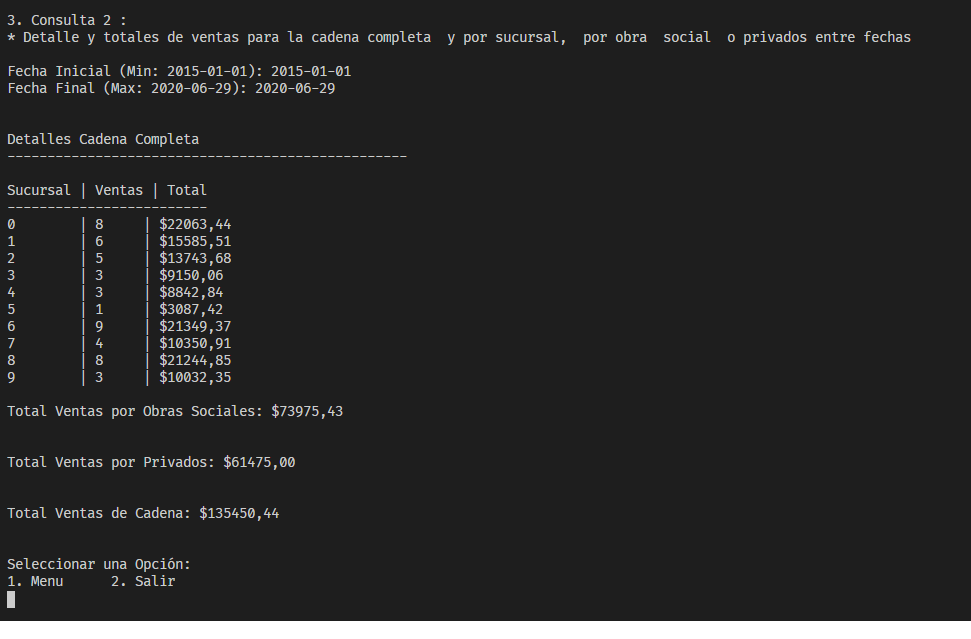 3. Consulta 2 :
* Detalle y totales de ventas para la cadena completa  y por sucursal,  por obra  social  o privados entre fechas
Fecha Inicial (Min: 2015-01-01): 2015-01-01
Fecha Final (Max: 2020-06-29): 2020-06-29
Detalles Cadena Completa
--------------------------------------------------
Sucursal | Ventas | Total
-------------------------
0        | 8     | $22063,44
1        | 6     | $15585,51
2        | 5     | $13743,68
3        | 3     | $9150,06
4        | 3     | $8842,84
5        | 1     | $3087,42
6        | 9     | $21349,37
7        | 4     | $10350,91
8        | 8     | $21244,85
9        | 3     | $10032,35
Total Ventas por Obras Sociales: $73975,43
Total Ventas por Privados: $61475,00
Total Ventas de Cadena: $135450,44
Seleccionar una Opción:
1. Menu      2. Salir